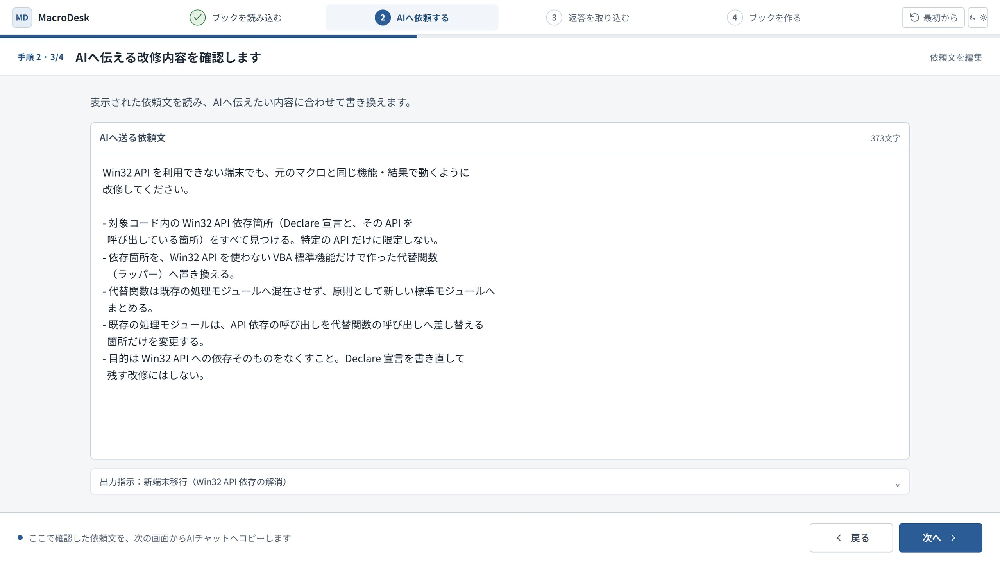 MD MacroDesk ブックを読み込む 2 AIへ依頼する 3 返答を取り込む 4 ブックを作る 最初から
手順 2・3/4 AIへ伝える改修内容を確認します 依頼文を編集
表示された依頼文を読み、AIへ伝えたい内容に合わせて書き換えます。
AIへ送る依頼文 373文字
Win32 API を利用できない端末でも、元のマクロと同じ機能・結果で動くように
改修してください。
- 対象コード内の Win32 API 依存箇所（Declare 宣言と、その API を
呼び出している箇所）をすべて見つける。特定の API だけに限定しない。
- 依存箇所を、Win32 API を使わない VBA 標準機能だけで作った代替関数
（ラッパー）へ置き換える。
- 代替関数は既存の処理モジュールへ混在させず、原則として新しい標準モジュールへ
まとめる。
- 既存の処理モジュールは、API 依存の呼び出しを代替関数の呼び出しへ差し替える
箇所だけを変更する。
- 目的は Win32 API への依存そのものをなくすこと。Declare 宣言を書き直して
残す改修にはしない。
出力指示：新端末移行（Win32 API 依存の解消）
ここで確認した依頼文を、次の画面からAIチャットへコピーします 戻る 次へ